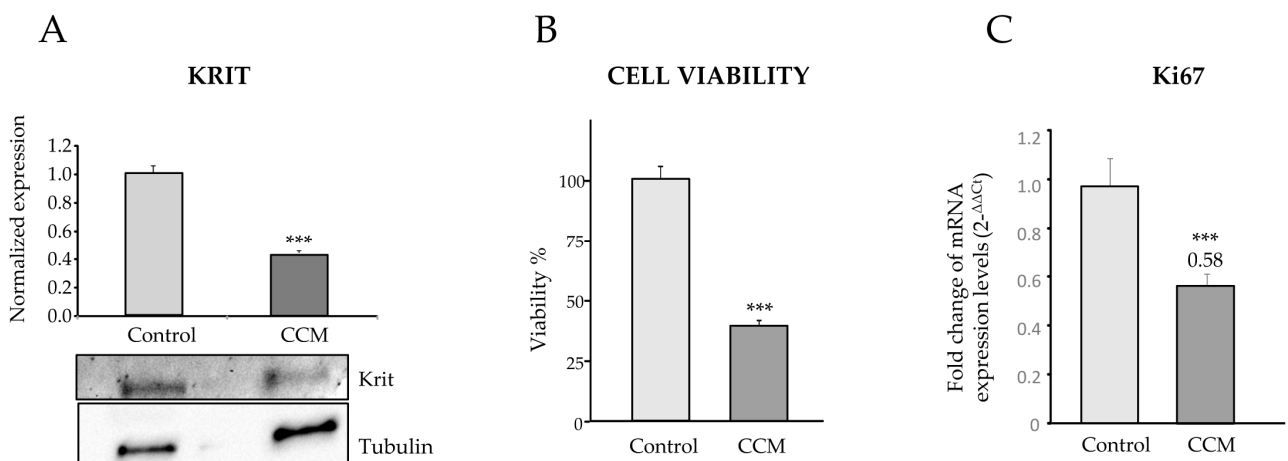 A
KRIT
Normalized expression
1.2
1.0
0.8
0.6
0.4
0.2
0.0
***
Control
CCM
Krit
Tubulin
B
CELL VIABILITY
Viability %
100
75
50
25
0
***
Control
CCM
C
Ki67
Fold change of mRNA
expression levels (2-ΔΔCt)
1.2
1.0
0.8
0.6
0.4
0.2
0
***
0.58
Control
CCM